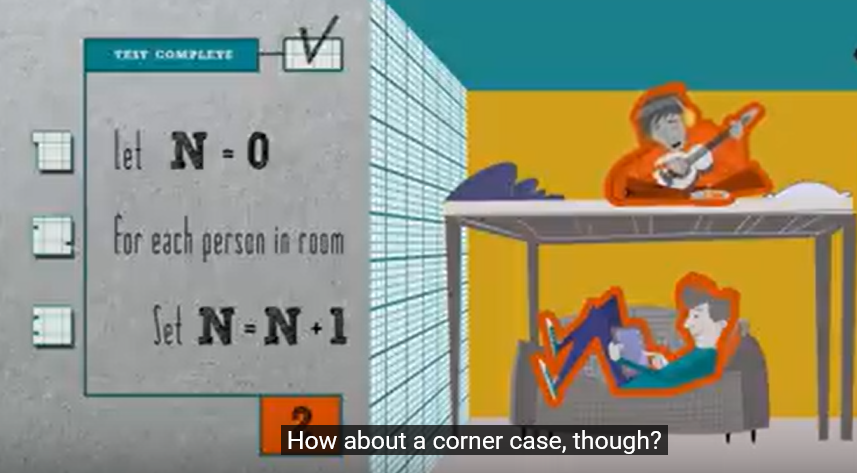 TEST COMPLETE
let N = 0
For each person in room
Set N = N + 1
2
How about a corner case, though?